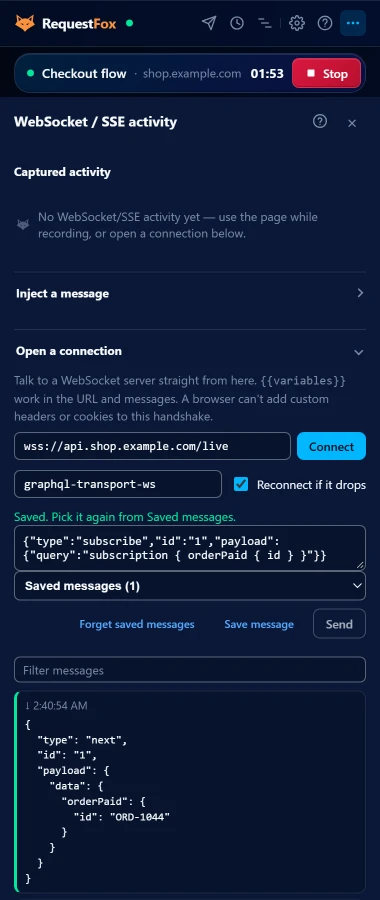 RequestFox
Checkout flow · shop.example.com 01:53 Stop
WebSocket / SSE activity
Captured activity
No WebSocket/SSE activity yet — use the page while
recording, or open a connection below.
Inject a message
Open a connection
Talk to a WebSocket server straight from here. {{variables}}
work in the URL and messages. A browser can't add custom
headers or cookies to this handshake.
wss://api.shop.example.com/live Connect
graphql-transport-ws Reconnect if it drops
Saved. Pick it again from Saved messages.
{"type":"subscribe","id":"1","payload":
{"query":"subscription { orderPaid { id } }"}}
Saved messages (1)
Forget saved messages Save message Send
Filter messages
↓ 2:40:54 AM
{
  "type": "next",
  "id": "1",
  "payload": {
    "data": {
      "orderPaid": {
        "id": "ORD-1044"
      }
    }
  }
}